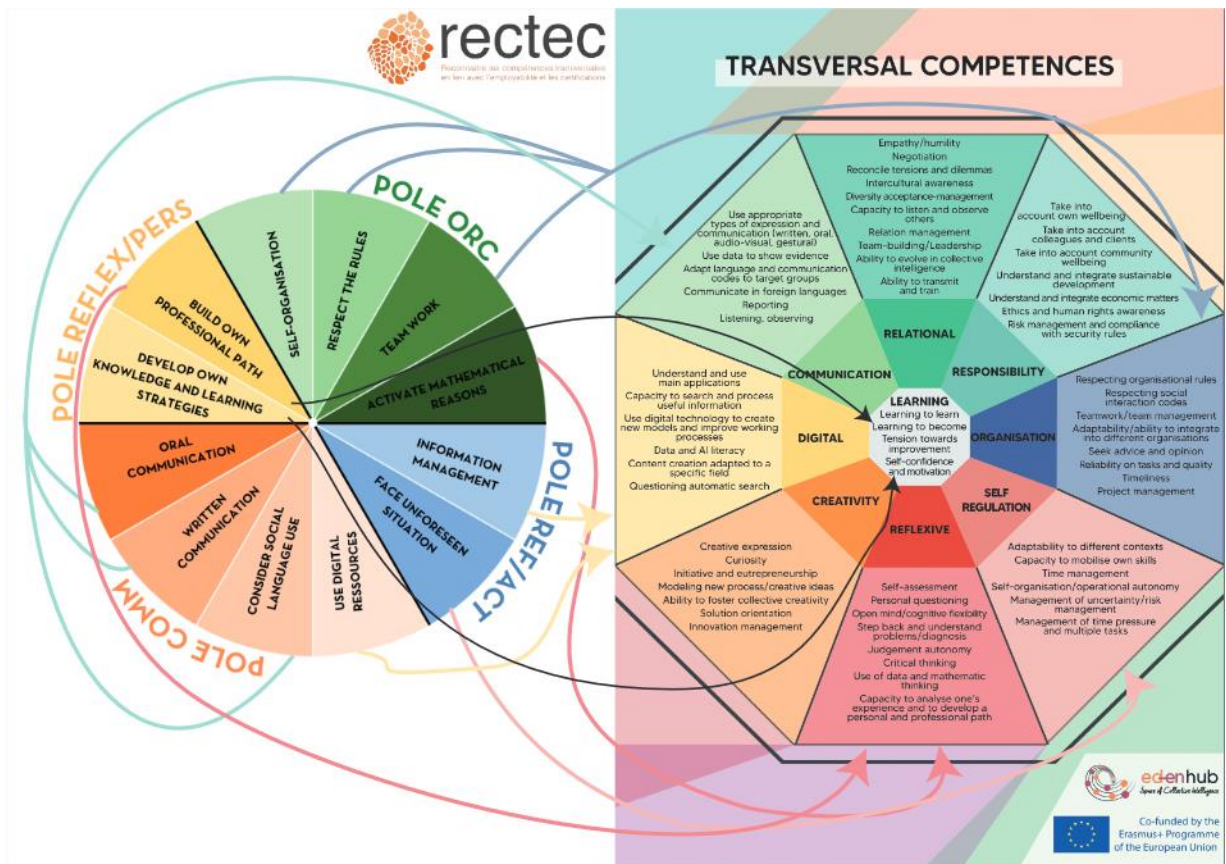 rectec
Reconnaître les compétences transversales
en lien avec l'employabilité et les certifications
POLE REFLEX/PERS
POLE ORC
POLE REF/ACT
POLE COMM
SELF-ORGANISATION
RESPECT THE RULES
TEAM WORK
ACTIVATE MATHEMATICAL
REASONS
INFORMATION
MANAGEMENT
FACE UNFORESEEN
SITUATION
USE DIGITAL
RESSOURCES
CONSIDER SOCIAL
LANGUAGE USE
WRITTEN
COMMUNICATION
ORAL
COMMUNICATION
DEVELOP OWN
KNOWLEDGE AND LEARNING
STRATEGIES
BUILD OWN
PROFESSIONAL PATH
TRANSVERSAL COMPETENCES
Empathy/humility
Negotiation
Reconcile tensions and dilemmas
Intercultural awareness
Diversity acceptance-management
Capacity to listen and observe
others
Relation management
Team-building/Leadership
Ability to evolve in collective
intelligence
Ability to transmit
and train
RELATIONAL
Take into
account own wellbeing
Take into account
colleagues and clients
Take into account community
wellbeing
Understand and integrate sustainable
development
Understand and integrate economic matters
Ethics and human rights awareness
Risk management and compliance
with security rules
RESPONSIBILITY
Respecting organisational rules
Respecting social
interaction codes
Teamwork/team management
Adaptability/ability to integrate
into different organisations
Seek advice and opinion
Reliability on tasks and quality
Timeliness
Project management
ORGANISATION
Adaptability to different contexts
Capacity to mobilise own skills
Time management
Self-organisation/operational autonomy
Management of uncertainty/risk
management
Management of time pressure
and multiple tasks
SELF
REGULATION
REFLEXIVE
Self-assessment
Personal questioning
Open mind/cognitive flexibility
Step back and understand
problems/diagnosis
Judgement autonomy
Critical thinking
Use of data and mathematic
thinking
Capacity to analyse one's
experience and to develop a
personal and professional path
CREATIVITY
Creative expression
Curiosity
Initiative and eutrepreneurship
Modeling new process/creative ideas
Ability to foster collective creativity
Solution orientation
Innovation management
DIGITAL
Understand and use
main applications
Capacity to search and process
useful information
Use digital technology to create
new models and improve working
processes
Data and AI literacy
Content creation adapted to a
specific field
Questioning automatic search
COMMUNICATION
Use appropriate
types of expression and
communication (written, oral,
audio-visual, gestural)
Use data to show evidence
Adapt language and communication
codes to target groups
Communicate in foreign languages
Reporting
Listening, observing
LEARNING
Learning to learn
Learning to become
Tension towards
improvement
Self-confidence
and motivation
ed-en hub
Space of Collective Intelligence
Co-funded by the
Erasmus+ Programme
of the European Union